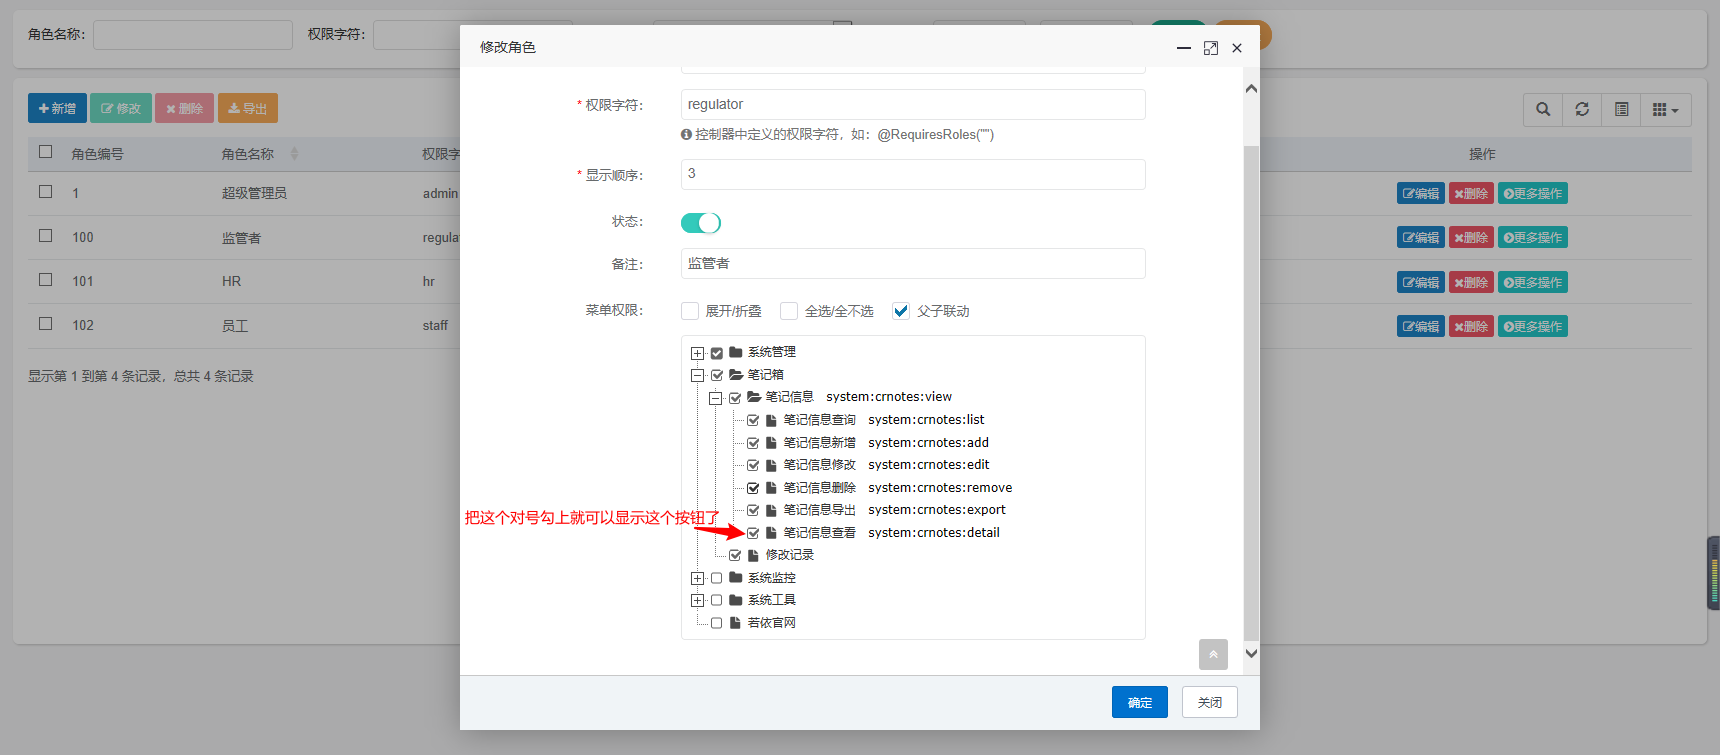 角色名称：
权限字符：
修改角色
新增
修改
删除
导出
* 权限字符：
regulator
控制器中定义的权限字符，如：@RequiresRoles("")
角色编号
角色名称
权限字
操作
* 显示顺序：
3
1
超级管理员
admin
编辑
删除
更多操作
状态：
100
监管者
regula
编辑
删除
更多操作
备注：
监管者
101
HR
hr
编辑
删除
更多操作
菜单权限：
展开/折叠
全选/全不选
父子联动
102
员工
staff
编辑
删除
更多操作
显示第 1 到第 4 条记录，总共 4 条记录
系统管理
笔记箱
笔记信息 system:crnotes:view
笔记信息查询 system:crnotes:list
笔记信息新增 system:crnotes:add
笔记信息修改 system:crnotes:edit
笔记信息删除 system:crnotes:remove
笔记信息导出 system:crnotes:export
把这个对号勾上就可以显示这个按钮了
笔记信息查看 system:crnotes:detail
修改记录
系统监控
系统工具
若依官网
确定
关闭